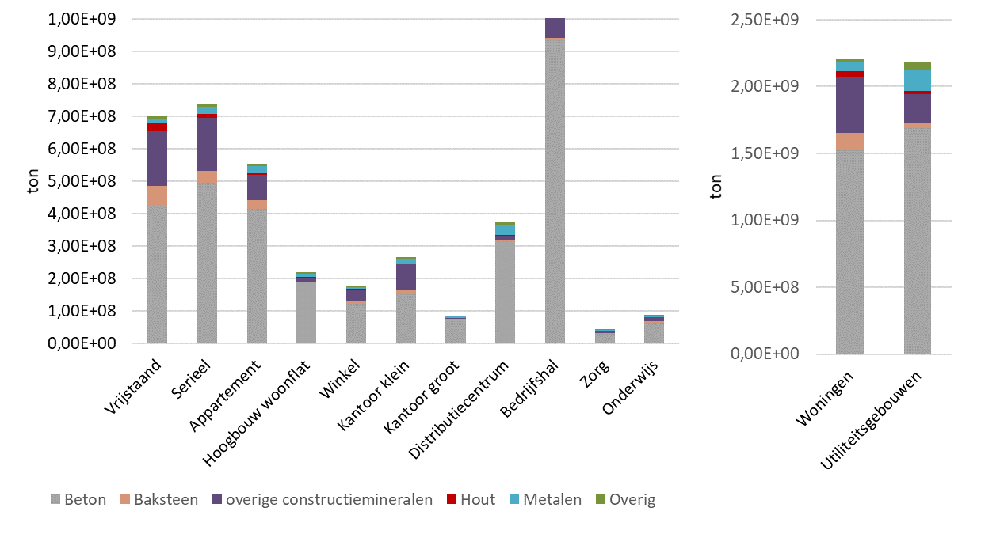 1,00E+09
9,00E+08
8,00E+08
7,00E+08
6,00E+08
5,00E+08
4,00E+08
3,00E+08
2,00E+08
1,00E+08
0,00E+00
ton
Vrijstaand
Serieel
Appartement
Hoogbouw woonflat
Winkel
Kantoor klein
Kantoor groot
Distributiecentrum
Bedrijfshal
Zorg
Onderwijs
2,50E+09
2,00E+09
1,50E+09
1,00E+09
5,00E+08
0,00E+00
ton
Woningen
Utiliteitsgebouwen
Beton Baksteen overige constructiemineralen Hout Metalen Overig